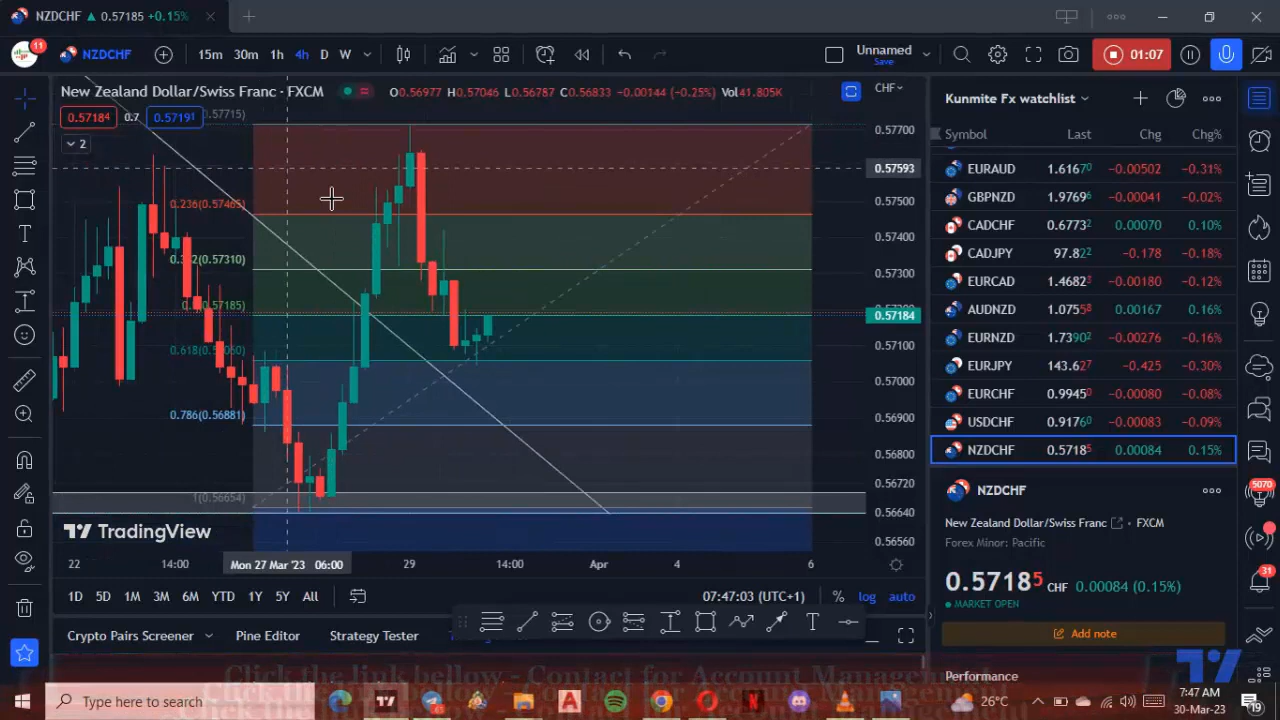 NZDCHF ▲ 0.57185 +0.15%
11
NZDCHF
15m 30m 1h 4h D W
Unnamed
Save
01:07
New Zealand Dollar/Swiss Franc · FXCM
O0.56977 H0.57046 L0.56787 C0.56833 −0.00144 (−0.25%) Vol41.805K
CHF
0.57184 0.7 0.57191
2
0.57715)
0.236(0.57465)
(0.57310)
0.57185)
0.618(0.57060)
0.786(0.56881)
1(0.56654)
0.57700
0.57593
0.57500
0.57400
0.57300
0.57184
0.57100
0.57000
0.56900
0.56800
0.56720
0.56640
0.56560
TradingView
22 14:00 Mon 27 Mar '23 06:00 29 14:00 Apr 4 6
1D 5D 1M 3M 6M YTD 1Y 5Y All
07:47:03 (UTC+1) % log auto
Crypto Pairs Screener Pine Editor Strategy Tester
Kunmite Fx watchlist
Symbol Last Chg Chg%
EURAUD 1.61670 −0.00502 −0.31%
GBPNZD 1.97696 −0.00041 −0.02%
CADCHF 0.67732 0.00070 0.10%
CADJPY 97.822 −0.178 −0.18%
EURCAD 1.46823 −0.00180 −0.12%
AUDNZD 1.07558 0.00167 0.16%
EURNZD 1.73902 −0.00276 −0.16%
EURJPY 143.627 −0.425 −0.30%
EURCHF 0.99450 −0.00080 −0.08%
USDCHF 0.91760 −0.00083 −0.09%
NZDCHF 0.57185 0.00084 0.15%
NZDCHF
New Zealand Dollar/Swiss Franc · FXCM
Forex Minor: Pacific
0.57185 CHF 0.00084 (0.15%)
MARKET OPEN
Add note
Performance
5070
31
Type here to search
26°C
7:47 AM
30-Mar-23
19